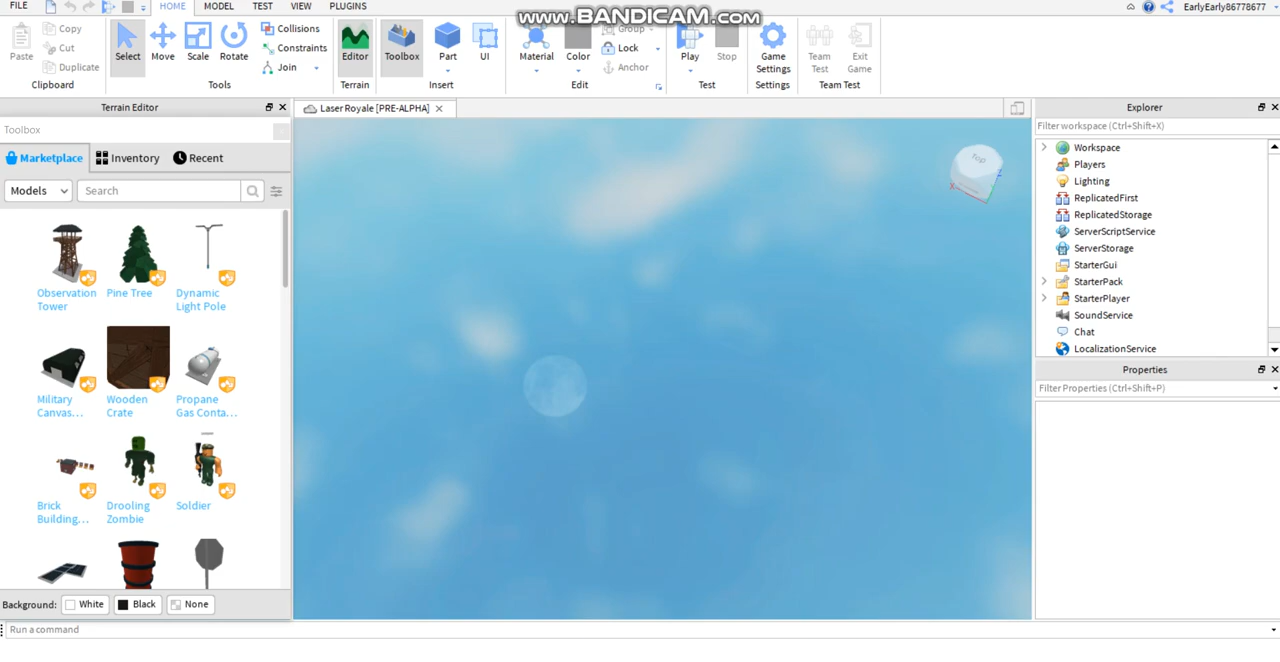 FILE HOME MODEL TEST VIEW PLUGINS
www.BANDICAM.com
EarlyEarly86778677
Paste
Copy
Cut
Duplicate
Clipboard
Select Move Scale Rotate
Collisions
Constraints
Join
Tools
Editor
Terrain
Toolbox Part UI
Insert
Material Color
Group
Lock
Anchor
Edit
Play Stop
Test
Game
Settings
Settings
Team
Test
Exit
Game
Team Test
Terrain Editor
Toolbox
Marketplace Inventory Recent
Models Search
Observation
Tower
Pine Tree
Dynamic
Light Pole
Military
Canvas...
Wooden
Crate
Propane
Gas Conta...
Brick
Building...
Drooling
Zombie
Soldier
Background: White Black None
Run a command
Laser Royale [PRE-ALPHA]
Top
X
Z
Explorer
Filter workspace (Ctrl+Shift+X)
Workspace
Players
Lighting
ReplicatedFirst
ReplicatedStorage
ServerScriptService
ServerStorage
StarterGui
StarterPack
StarterPlayer
SoundService
Chat
LocalizationService
Properties
Filter Properties (Ctrl+Shift+P)